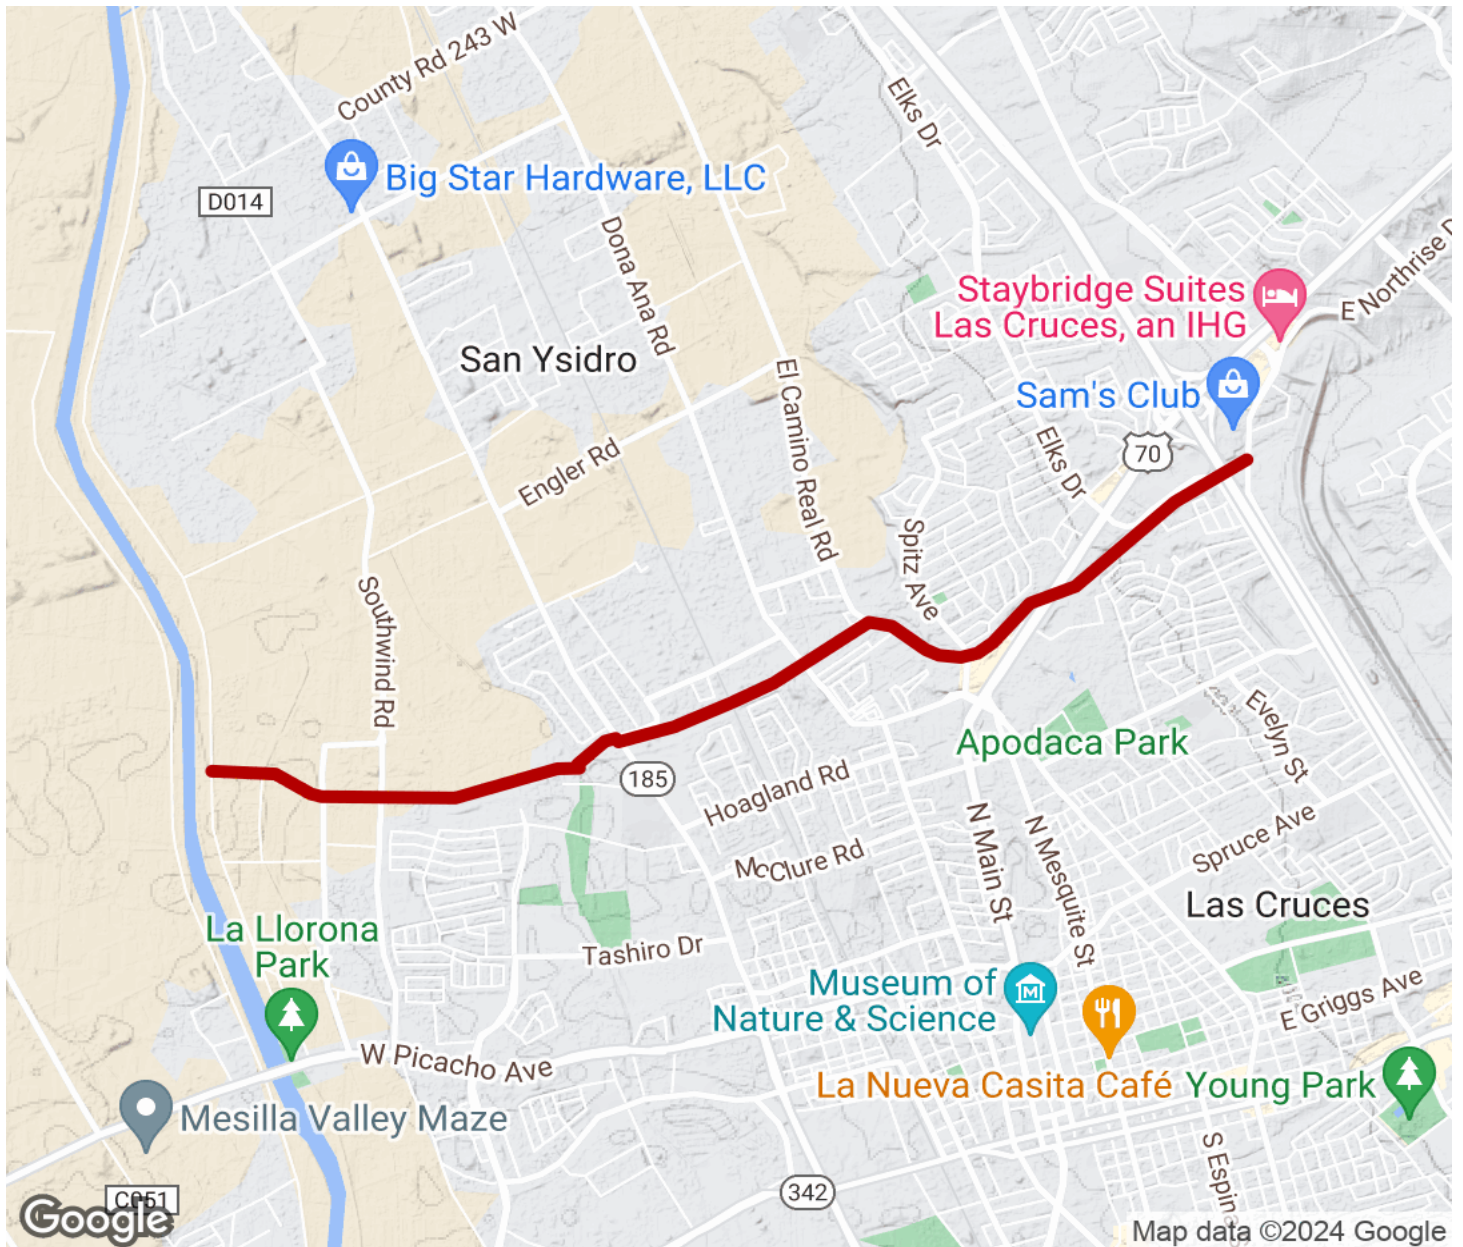 County Rd 243 W
Elks Dr
Big Star Hardware, LLC
D014
Dona Ana Rd
Staybridge Suites
Las Cruces, an IHG
E Northrise D
San Ysidro
El Camino Real Rd
Sam's Club
Engler Rd
Elks Dr
70
Spitz Ave
Southwind Rd
Evelyn St
Apodaca Park
185
Hoagland Rd
N Main St
N Mesquite St
Spruce Ave
McClure Rd
Las Cruces
La Llorona
Park
Tashiro Dr
Museum of
Nature & Science
E Griggs Ave
W Picacho Ave
La Nueva Casita Café
Young Park
Mesilla Valley Maze
S Espin
342
C051
Google
Map data ©2024 Google